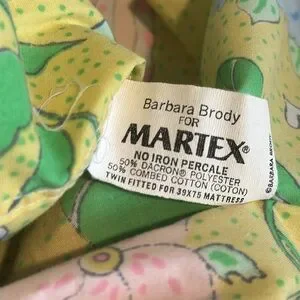 Barbara Brody
FOR
MARTEX®
NO IRON PERCALE
50% DACRON® POLYESTER
50% COMBED COTTON (COTON)
TWIN FITTED FOR 39X75 MATTRESS
©BARBARA